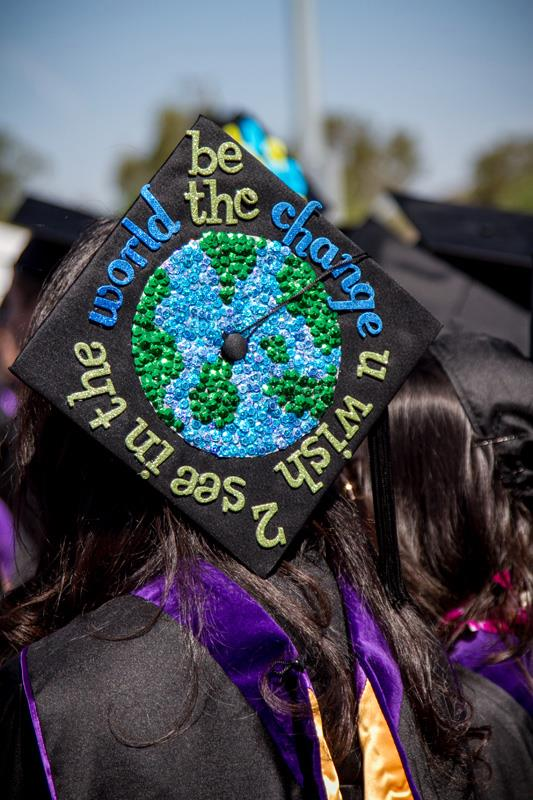 be
the
change
u wish
2 see in the
world